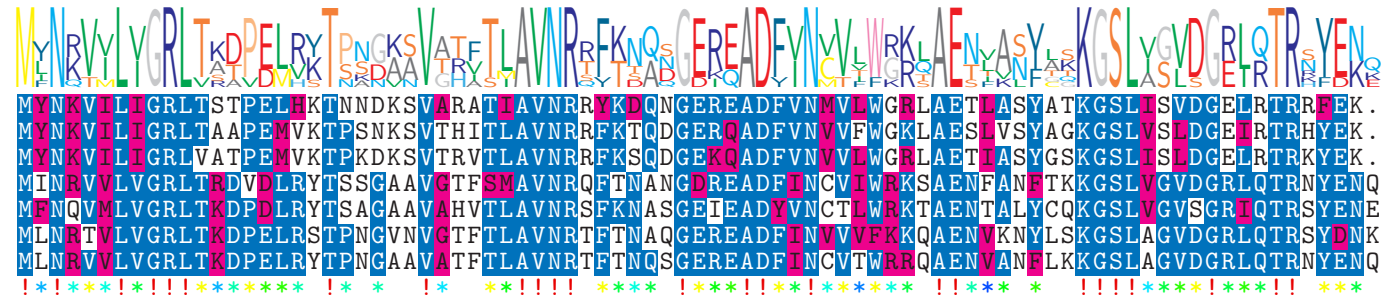 MYNKVILIGRLTSTPELHKTNNDKSVARATIAVNRRYKDQNGEREADFVNMVLWGRLAETLASYATKGSLISVDGELRTRRFEK.
MYNKVILIGRLTAAPEMVKTPSNKSVTHITLAVNRRFKTQDGERQADFVNVVFWGKLAESLVSYAGKGSLVSLDGEIRTRHYEK.
MYNKVILIGRLVATPEMVKTPKDKSVTRVTLAVNRRFKSQDGEKQADFVNVVLWGRLAETIASYGSKGSLISLDGELRTRKYEK.
MINRVVLVGRLTRDVDLRYTSSGAAVGTFSMAVNRQFTNANGDREADFINCVIWRKSAENFANFTKKGSLVGVDGRLQTRNYENQ
MFNQVMLVGRLTKDPDLRYTSAGAAVAHVTLAVNRSFKNASGEIEADYVNCTLWRKTAENTALYCQKGSLVGVSGRIQTRSYENE
MLNRTVLVGRLTKDPELRSTPNGVNVGTFTLAVNRTFTNAQGEREADFINVVVFKKQAENVKNYLSKGSLAGVDGRLQTRSYDNK
MLNRVVLVGRLTKDPELRYTPNGAAVATFTLAVNRTFTNQSGEREADFINCVTWRRQAENVANFLKKGSLAGVDGRLQTRNYENQ